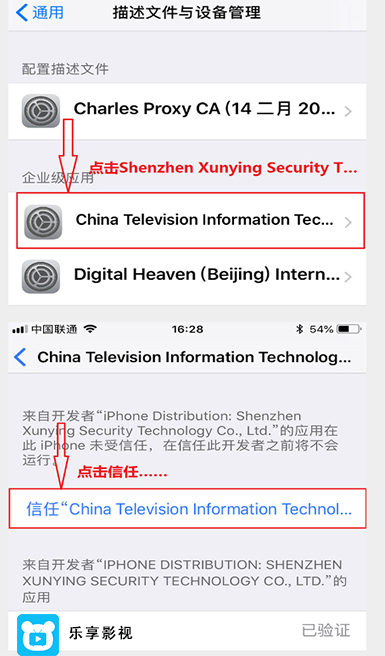 通用
描述文件与设备管理
配置描述文件
Charles Proxy CA (14 二月 20...
点击Shenzhen Xunying Security T...
企业级应用
China Television Information Tec...
Digital Heaven (Beijing) Intern...
中国联通 16:28 54%
China Television Information Technolog...
来自开发者“iPhone Distribution: Shenzhen
Xunying Security Technology Co., Ltd.”的应用在
此 iPhone 未受信任，在信任此开发者之前将不会
运行。
点击信任......
信任“China Television Information Technol...
来自开发者“IPHONE DISTRIBUTION: SHENZHEN
XUNYING SECURITY TECHNOLOGY CO., LTD.”的
应用
乐享影视 已验证